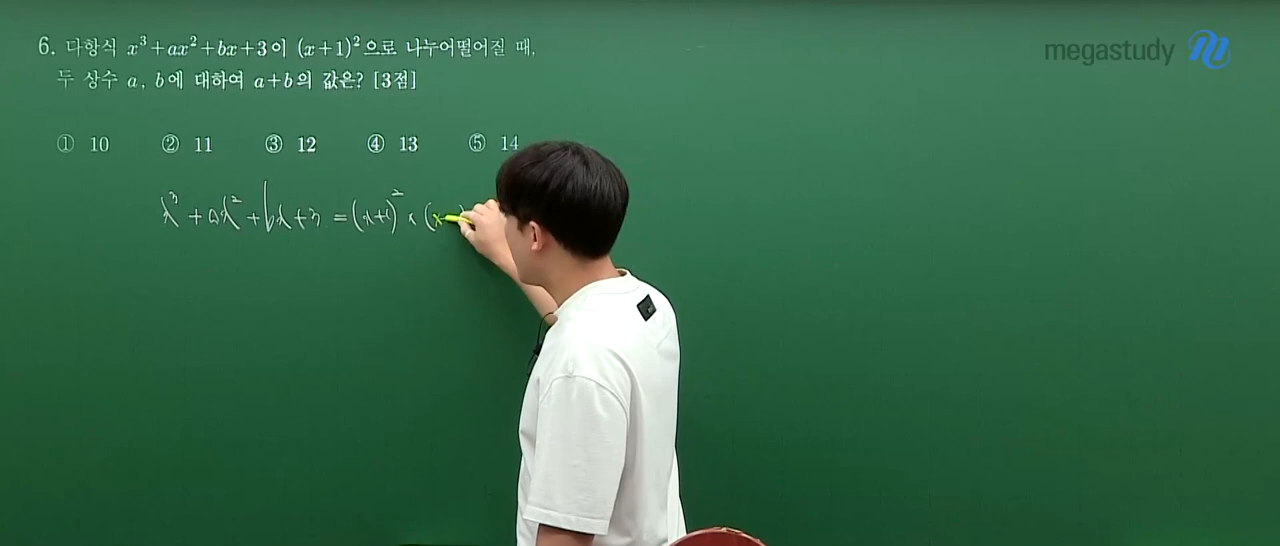 6. 다항식 x³+ax²+bx+3이 (x+1)²으로 나누어떨어질 때,
두 상수 a, b에 대하여 a+b의 값은? [3점]
① 10 ② 11 ③ 12 ④ 13 ⑤ 14
x³+ax²+bx+3=(x+1)²×(x
megastudy